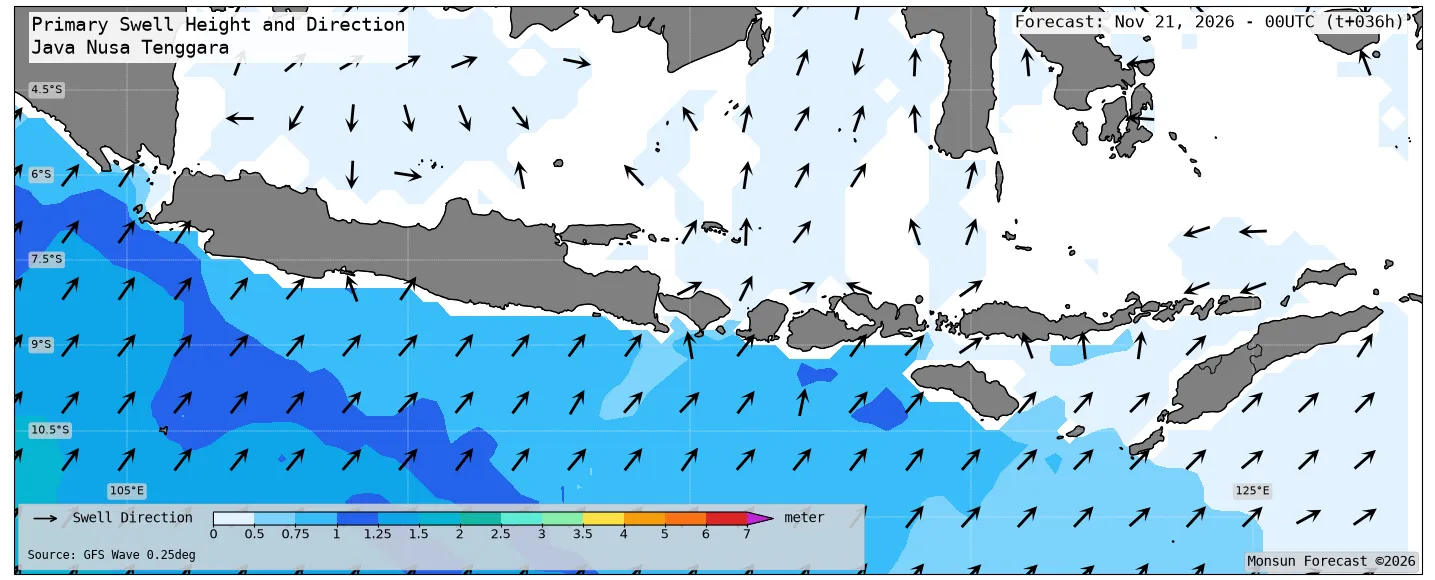 Primary Swell Height and Direction
Java Nusa Tenggara
Forecast: Nov 21, 2026 - 00UTC (t+036h)
4.5°S
6°S
7.5°S
9°S
10.5°S
105°E
125°E
Swell Direction
0 0.5 0.75 1 1.25 1.5 2 2.5 3 3.5 4 5 6 7
meter
Source: GFS Wave 0.25deg
Monsun Forecast ©2026